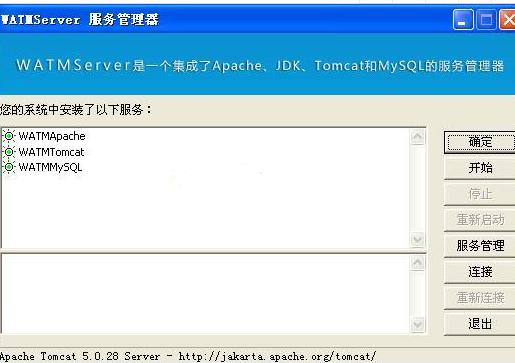 WATMServer 服务管理器
WATMServer是一个集成了Apache、JDK、Tomcat和MySQL的服务管理器
您的系统中安装了以下服务：
WATMApache
WATMTomcat
WATMMySQL
确定
开始
停止
重新启动
服务管理
连接
重新连接
退出
Apache Tomcat 5.0.28 Server - http://jakarta.apache.org/tomcat/